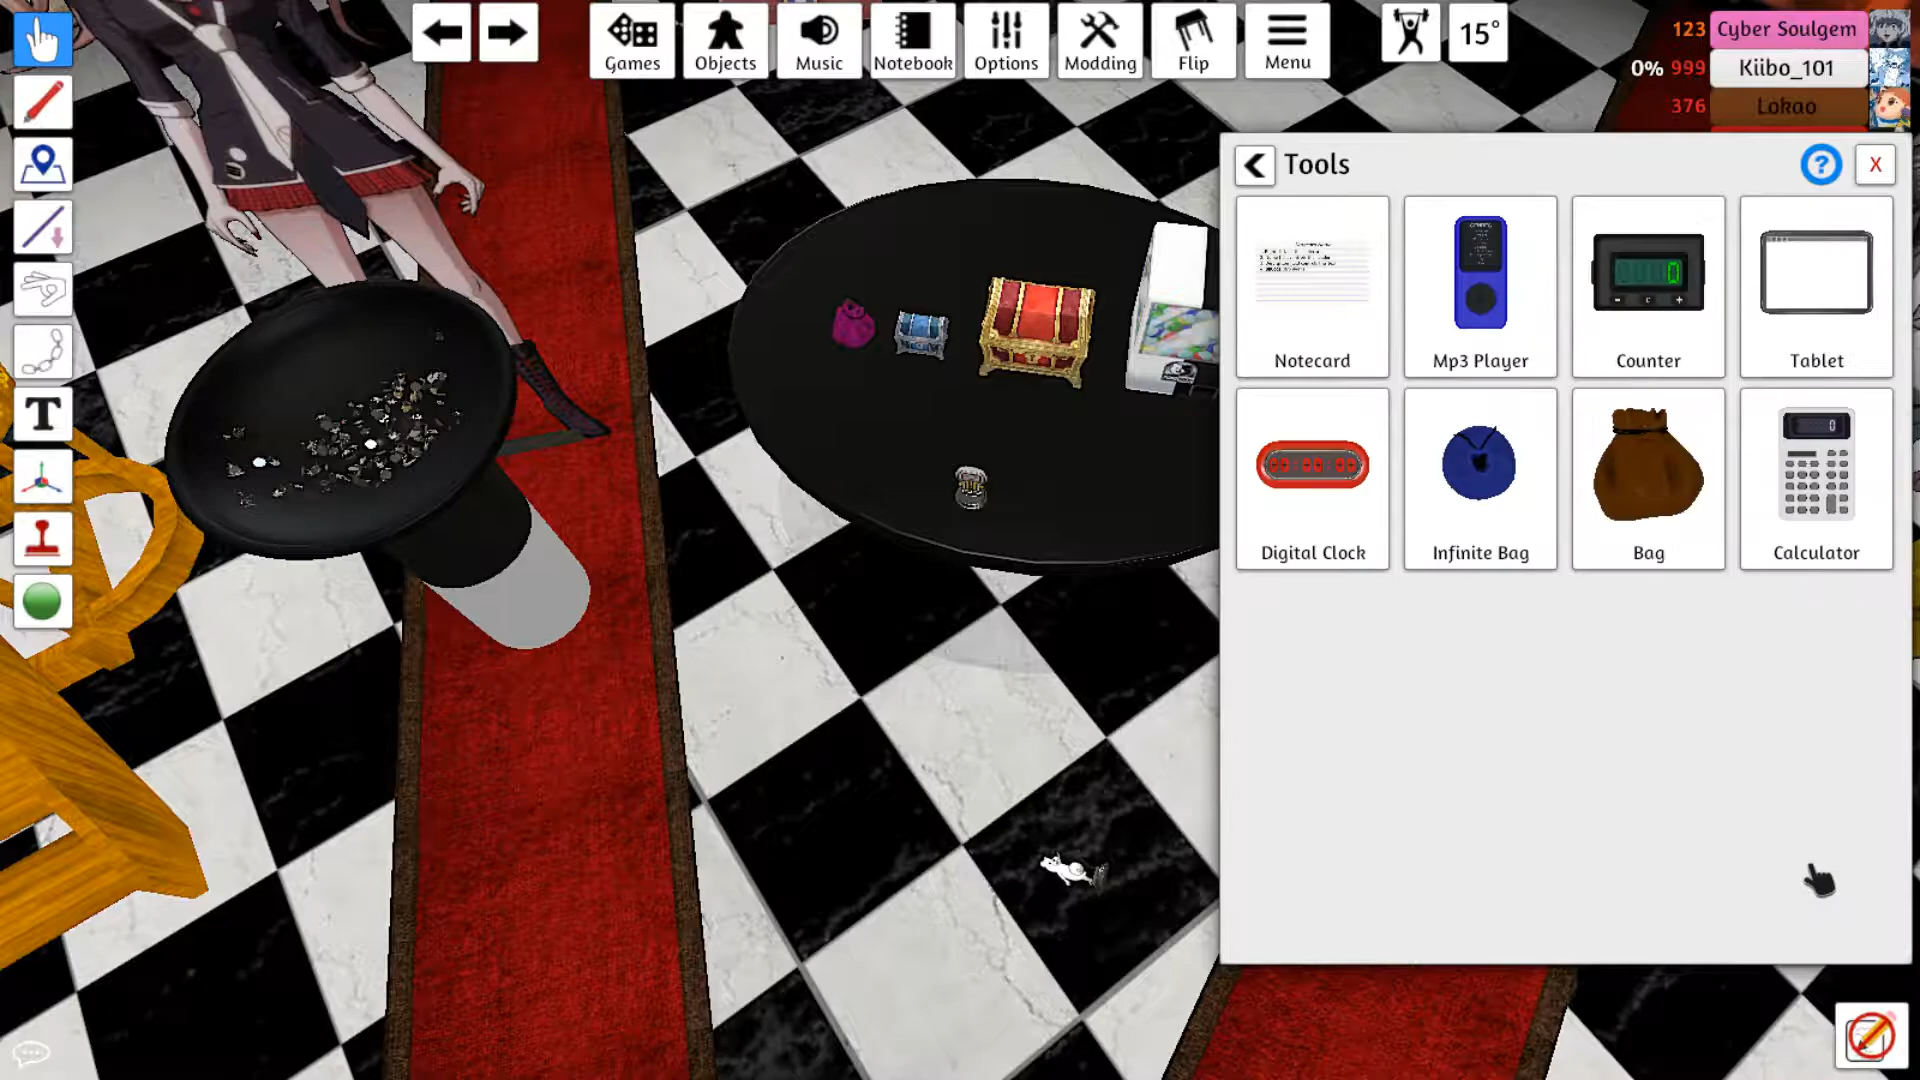 Games
Objects
Music
Notebook
Options
Modding
Flip
Menu
15°
123 Cyber Soulgem
0% 999 Kiibo_101
376 Lokao
Tools
?
X
Notecard
Mp3 Player
Counter
Tablet
Digital Clock
Infinite Bag
Bag
Calculator
T